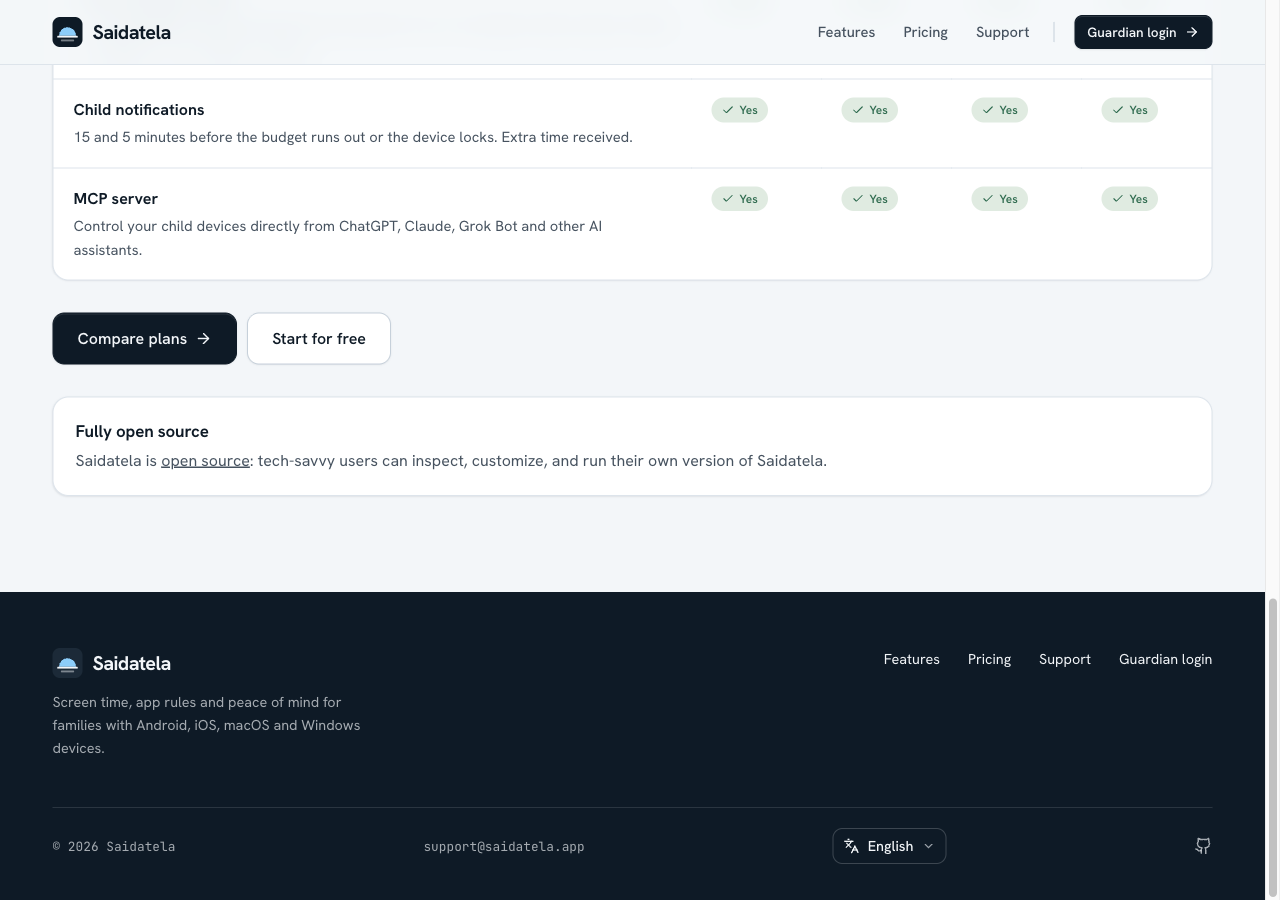 Saidatela
Features
Pricing
Support
Guardian login
Child notifications
Yes
Yes
Yes
Yes
15 and 5 minutes before the budget runs out or the device locks. Extra time received.
MCP server
Yes
Yes
Yes
Yes
Control your child devices directly from ChatGPT, Claude, Grok Bot and other AI
assistants.
Compare plans
Start for free
Fully open source
Saidatela is open source: tech-savvy users can inspect, customize, and run their own version of Saidatela.
Saidatela
Features
Pricing
Support
Guardian login
Screen time, app rules and peace of mind for
families with Android, iOS, macOS and Windows
devices.
© 2026 Saidatela
support@saidatela.app
English